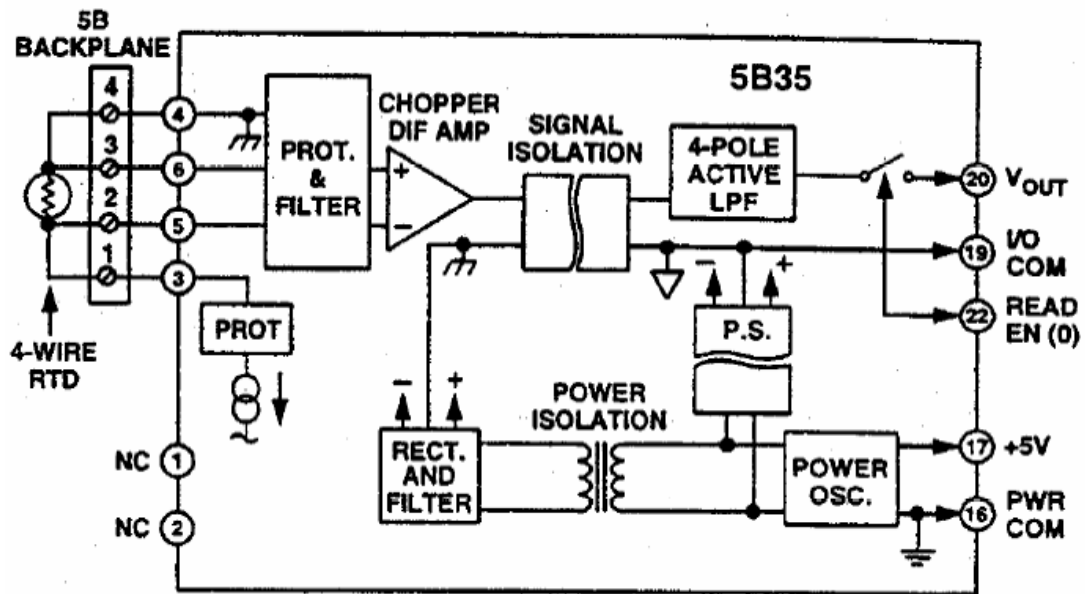 5B
BACKPLANE
5B35
4
3
2
1
4
6
5
3
4-WIRE
RTD
PROT.
&
FILTER
CHOPPER
DIF AMP
+
−
SIGNAL
ISOLATION
4-POLE
ACTIVE
LPF
20
VOUT
19
I/O
COM
22
READ
EN (0)
PROT
−
+
P.S.
POWER
ISOLATION
−
+
RECT.
AND
FILTER
POWER
OSC.
17
+5V
16
PWR
COM
NC
1
NC
2